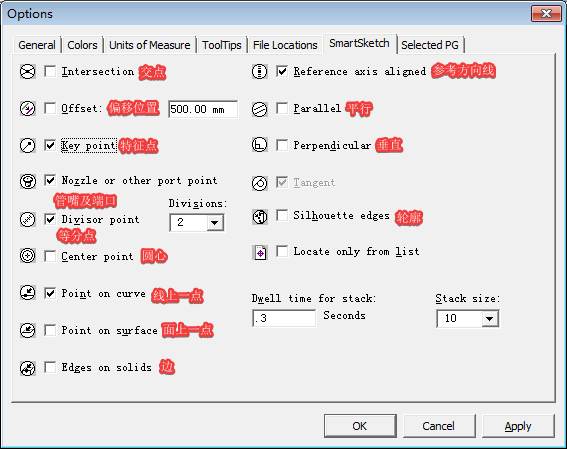 Options
General Colors Units of Measure ToolTips File Locations SmartSketch Selected PG
Intersection 交点
Offset: 偏移位置 500.00 mm
Key point 特征点
Nozzle or other port point
管嘴及端口
Divisor point
等分点
Divisions:
2
Center point 圆心
Point on curve 线上一点
Point on surface 面上一点
Edges on solids 边
Reference axis aligned 参考方向线
Parallel 平行
Perpendicular 垂直
Tangent
Silhouette edges 轮廓
Locate only from list
Dwell time for stack:
.3 Seconds
Stack size:
10
OK Cancel Apply